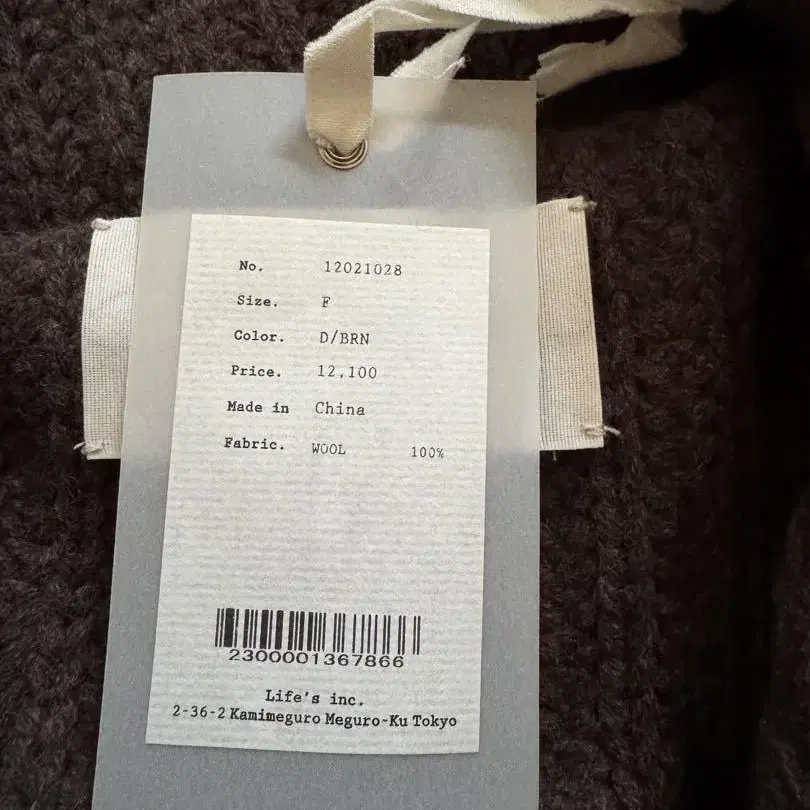 No. 12021028
Size. F
Color. D/BRN
Price. 12,100
Made in China
Fabric. WOOL 100%
2300001367866
Life's inc.
2-36-2 Kamimeguro Meguro-Ku Tokyo